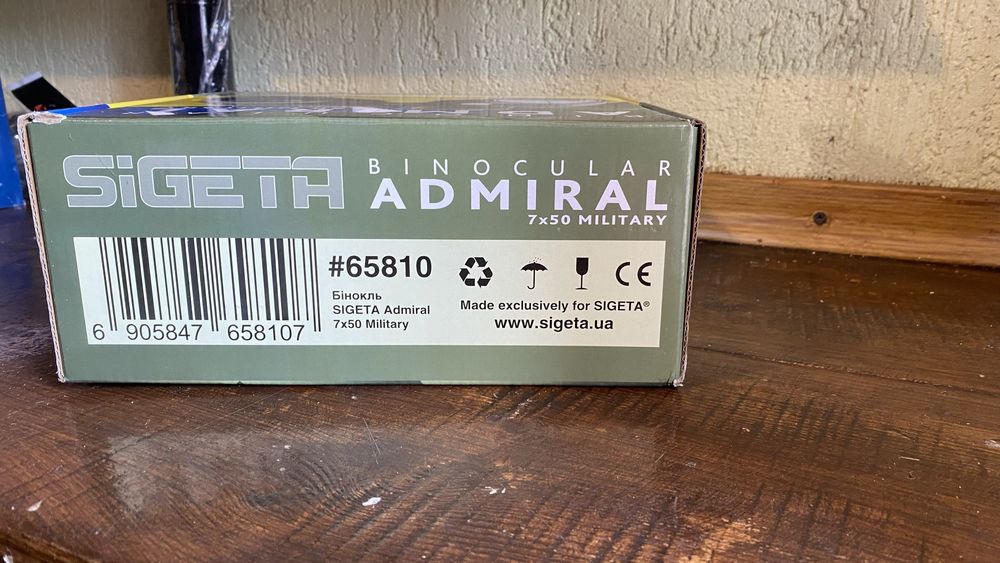 SiGETA
BINOCULAR
ADMIRAL
7x50 MILITARY
#65810
Бінокль
SIGETA Admiral
7x50 Military
Made exclusively for SIGETA®
www.sigeta.ua
CE
6 905847 658107